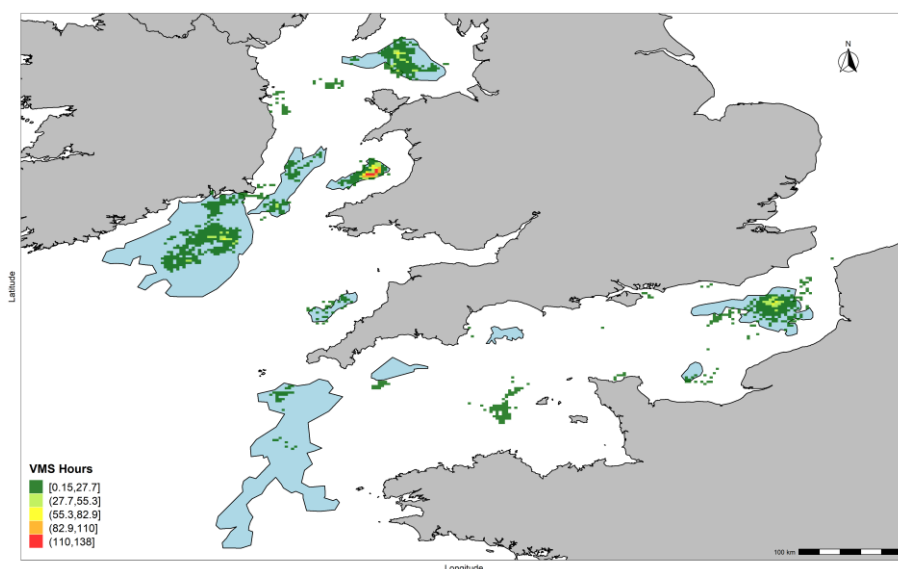 N
Latitude
VMS Hours
[0.15,27.7]
(27.7,55.3]
(55.3,82.9]
(82.9,110]
(110,138]
100 km
Longitude